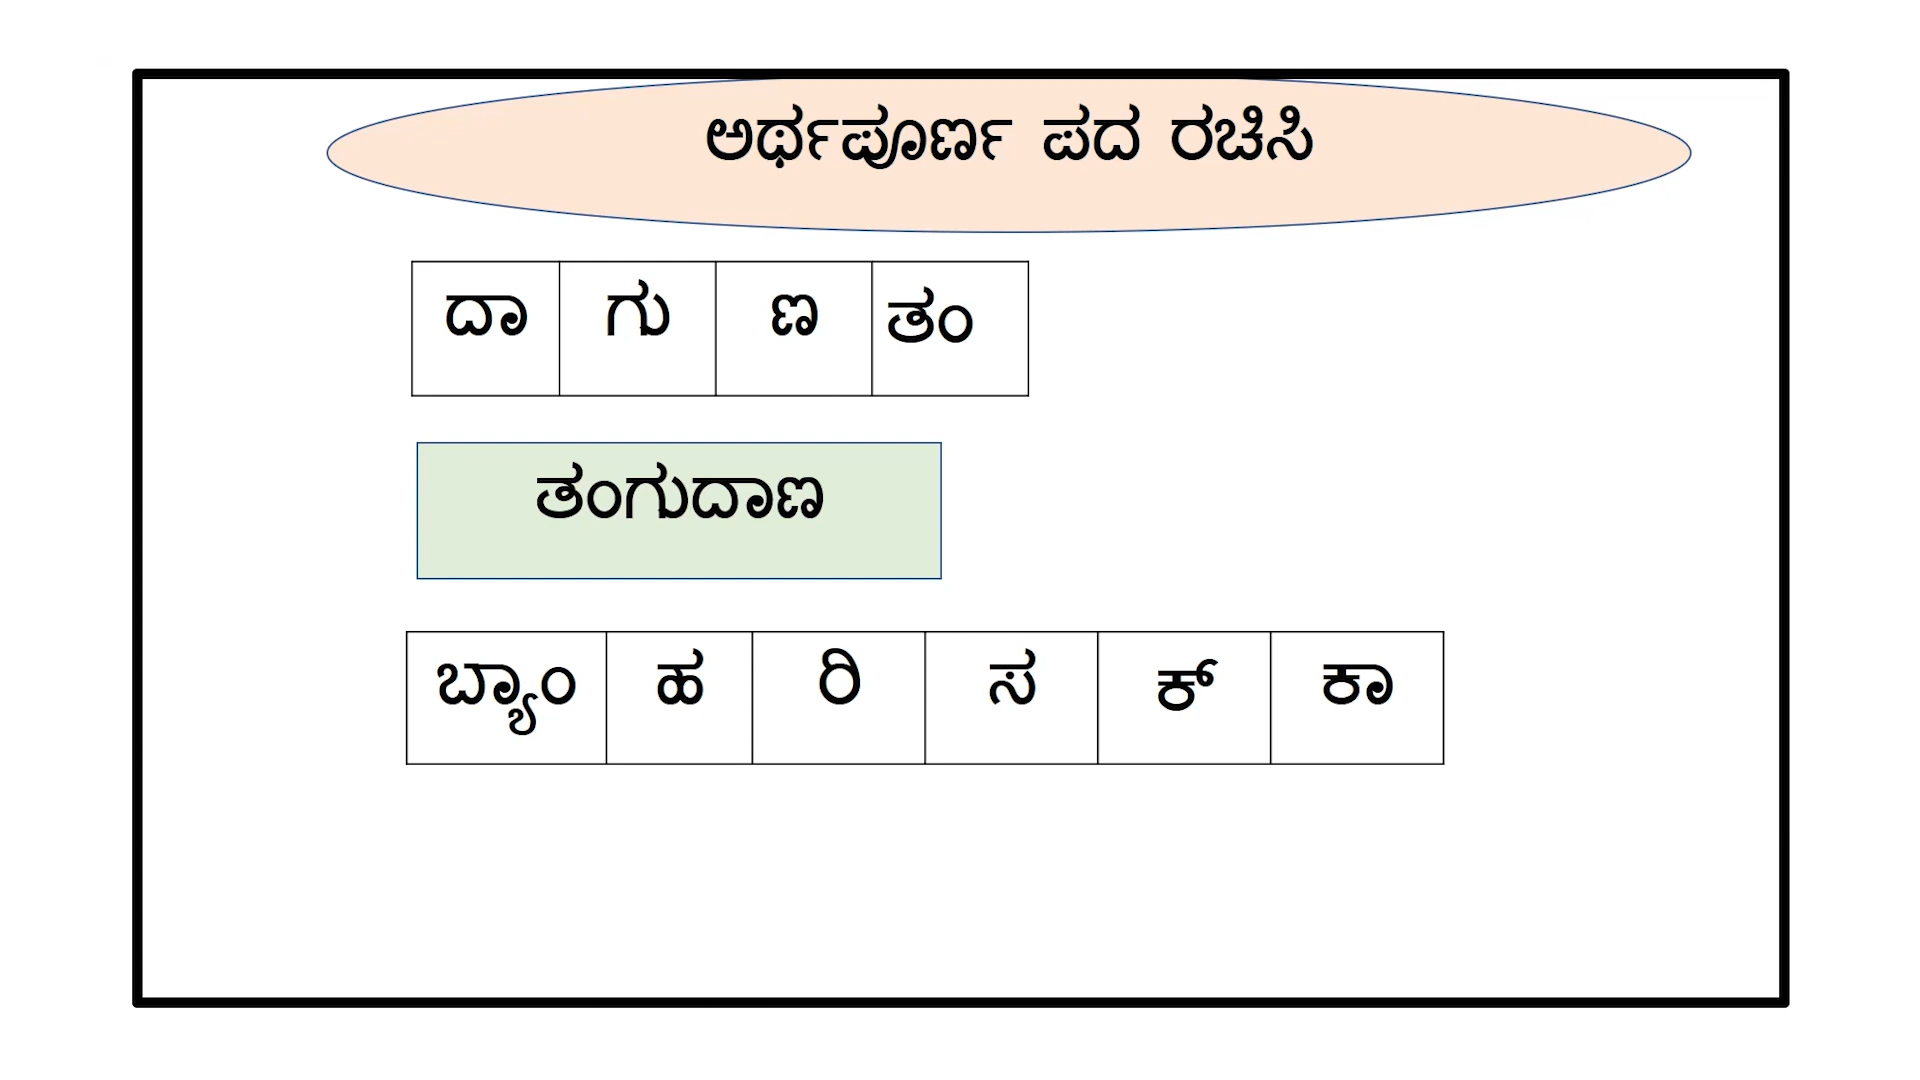 ಅರ್ಥಪೂರ್ಣ ಪದ ರಚಿಸಿ
ದಾ ಗು ಣ ತಂ
ತಂಗುದಾಣ
ಬ್ಯಾಂ ಹ ರಿ ಸ ಕ್ ಕಾ